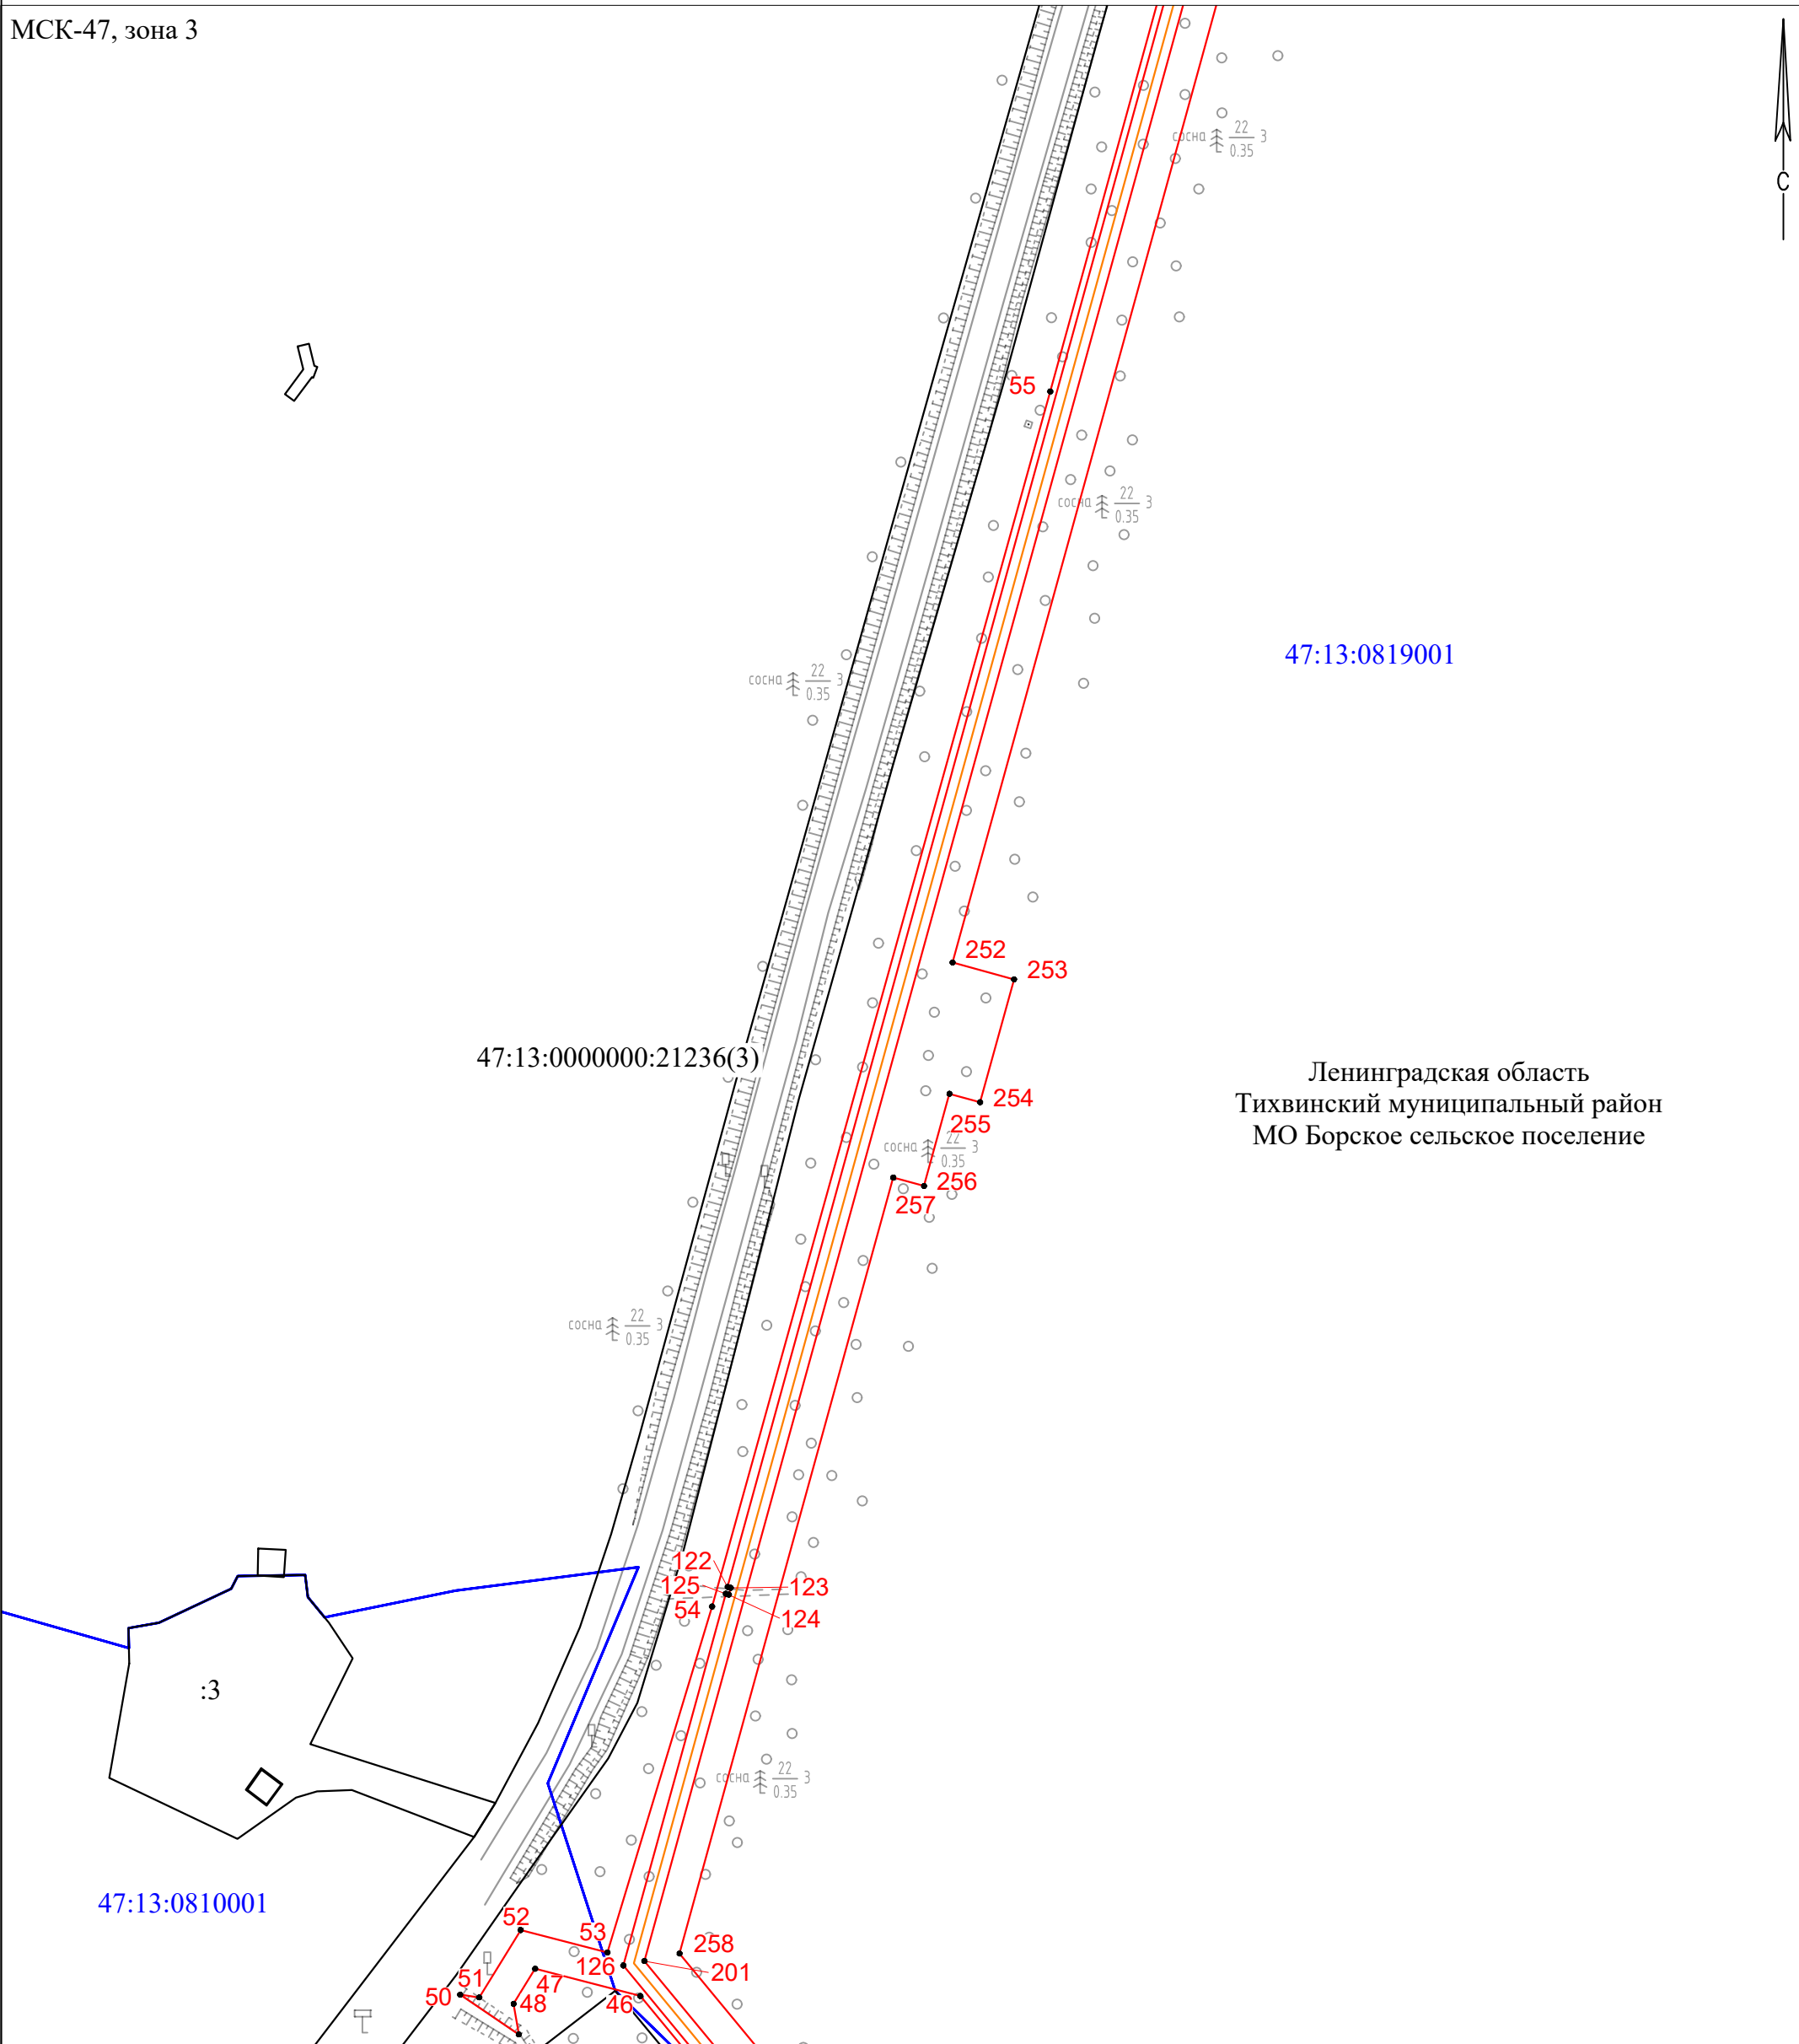 МСК-47, зона 3
С
сосна 22 3
0.35
55
сосна 22 3
0.35
47:13:0819001
сосна 22 3
0.35
252
253
47:13:0000000:21236(3)
Ленинградская область
Тихвинский муниципальный район
МО Борское сельское поселение
254
255
сосна 22 3
0.35
256
257
сосна 22 3
0.35
122
125
123
54
124
:3
сосна 22 3
0.35
47:13:0810001
52
53
258
126
201
51
47
50
48
46